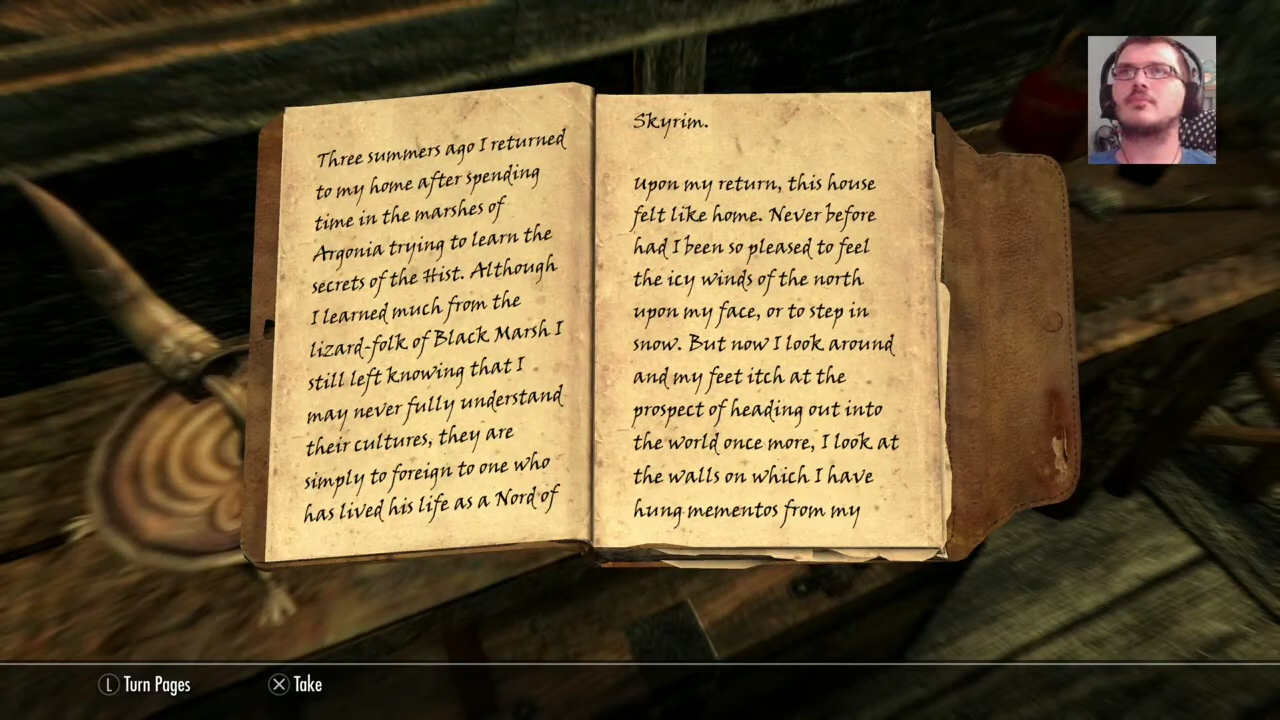 Three summers ago I returned
to my home after spending
time in the marshes of
Argonia trying to learn the
secrets of the Hist. Although
I learned much from the
lizard-folk of Black Marsh I
still left knowing that I
may never fully understand
their cultures, they are
simply to foreign to one who
has lived his life as a Nord of
Skyrim.
Upon my return, this house
felt like home. Never before
had I been so pleased to feel
the icy winds of the north
upon my face, or to step in
snow. But now I look around
and my feet itch at the
prospect of heading out into
the world once more, I look at
the walls on which I have
hung mementos from my
L Turn Pages
X Take